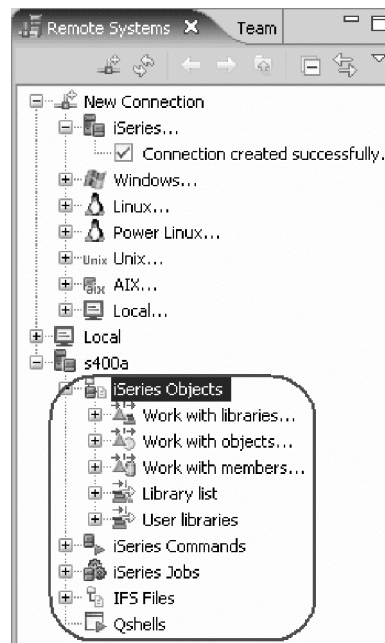 Remote Systems Team
New Connection
iSeries...
Connection created successfully.
Windows...
Linux...
Power Linux...
Unix Unix...
aix AIX...
Local...
Local
s400a
iSeries Objects
Work with libraries...
Work with objects...
Work with members...
Library list
User libraries
iSeries Commands
iSeries Jobs
IFS Files
Qshells